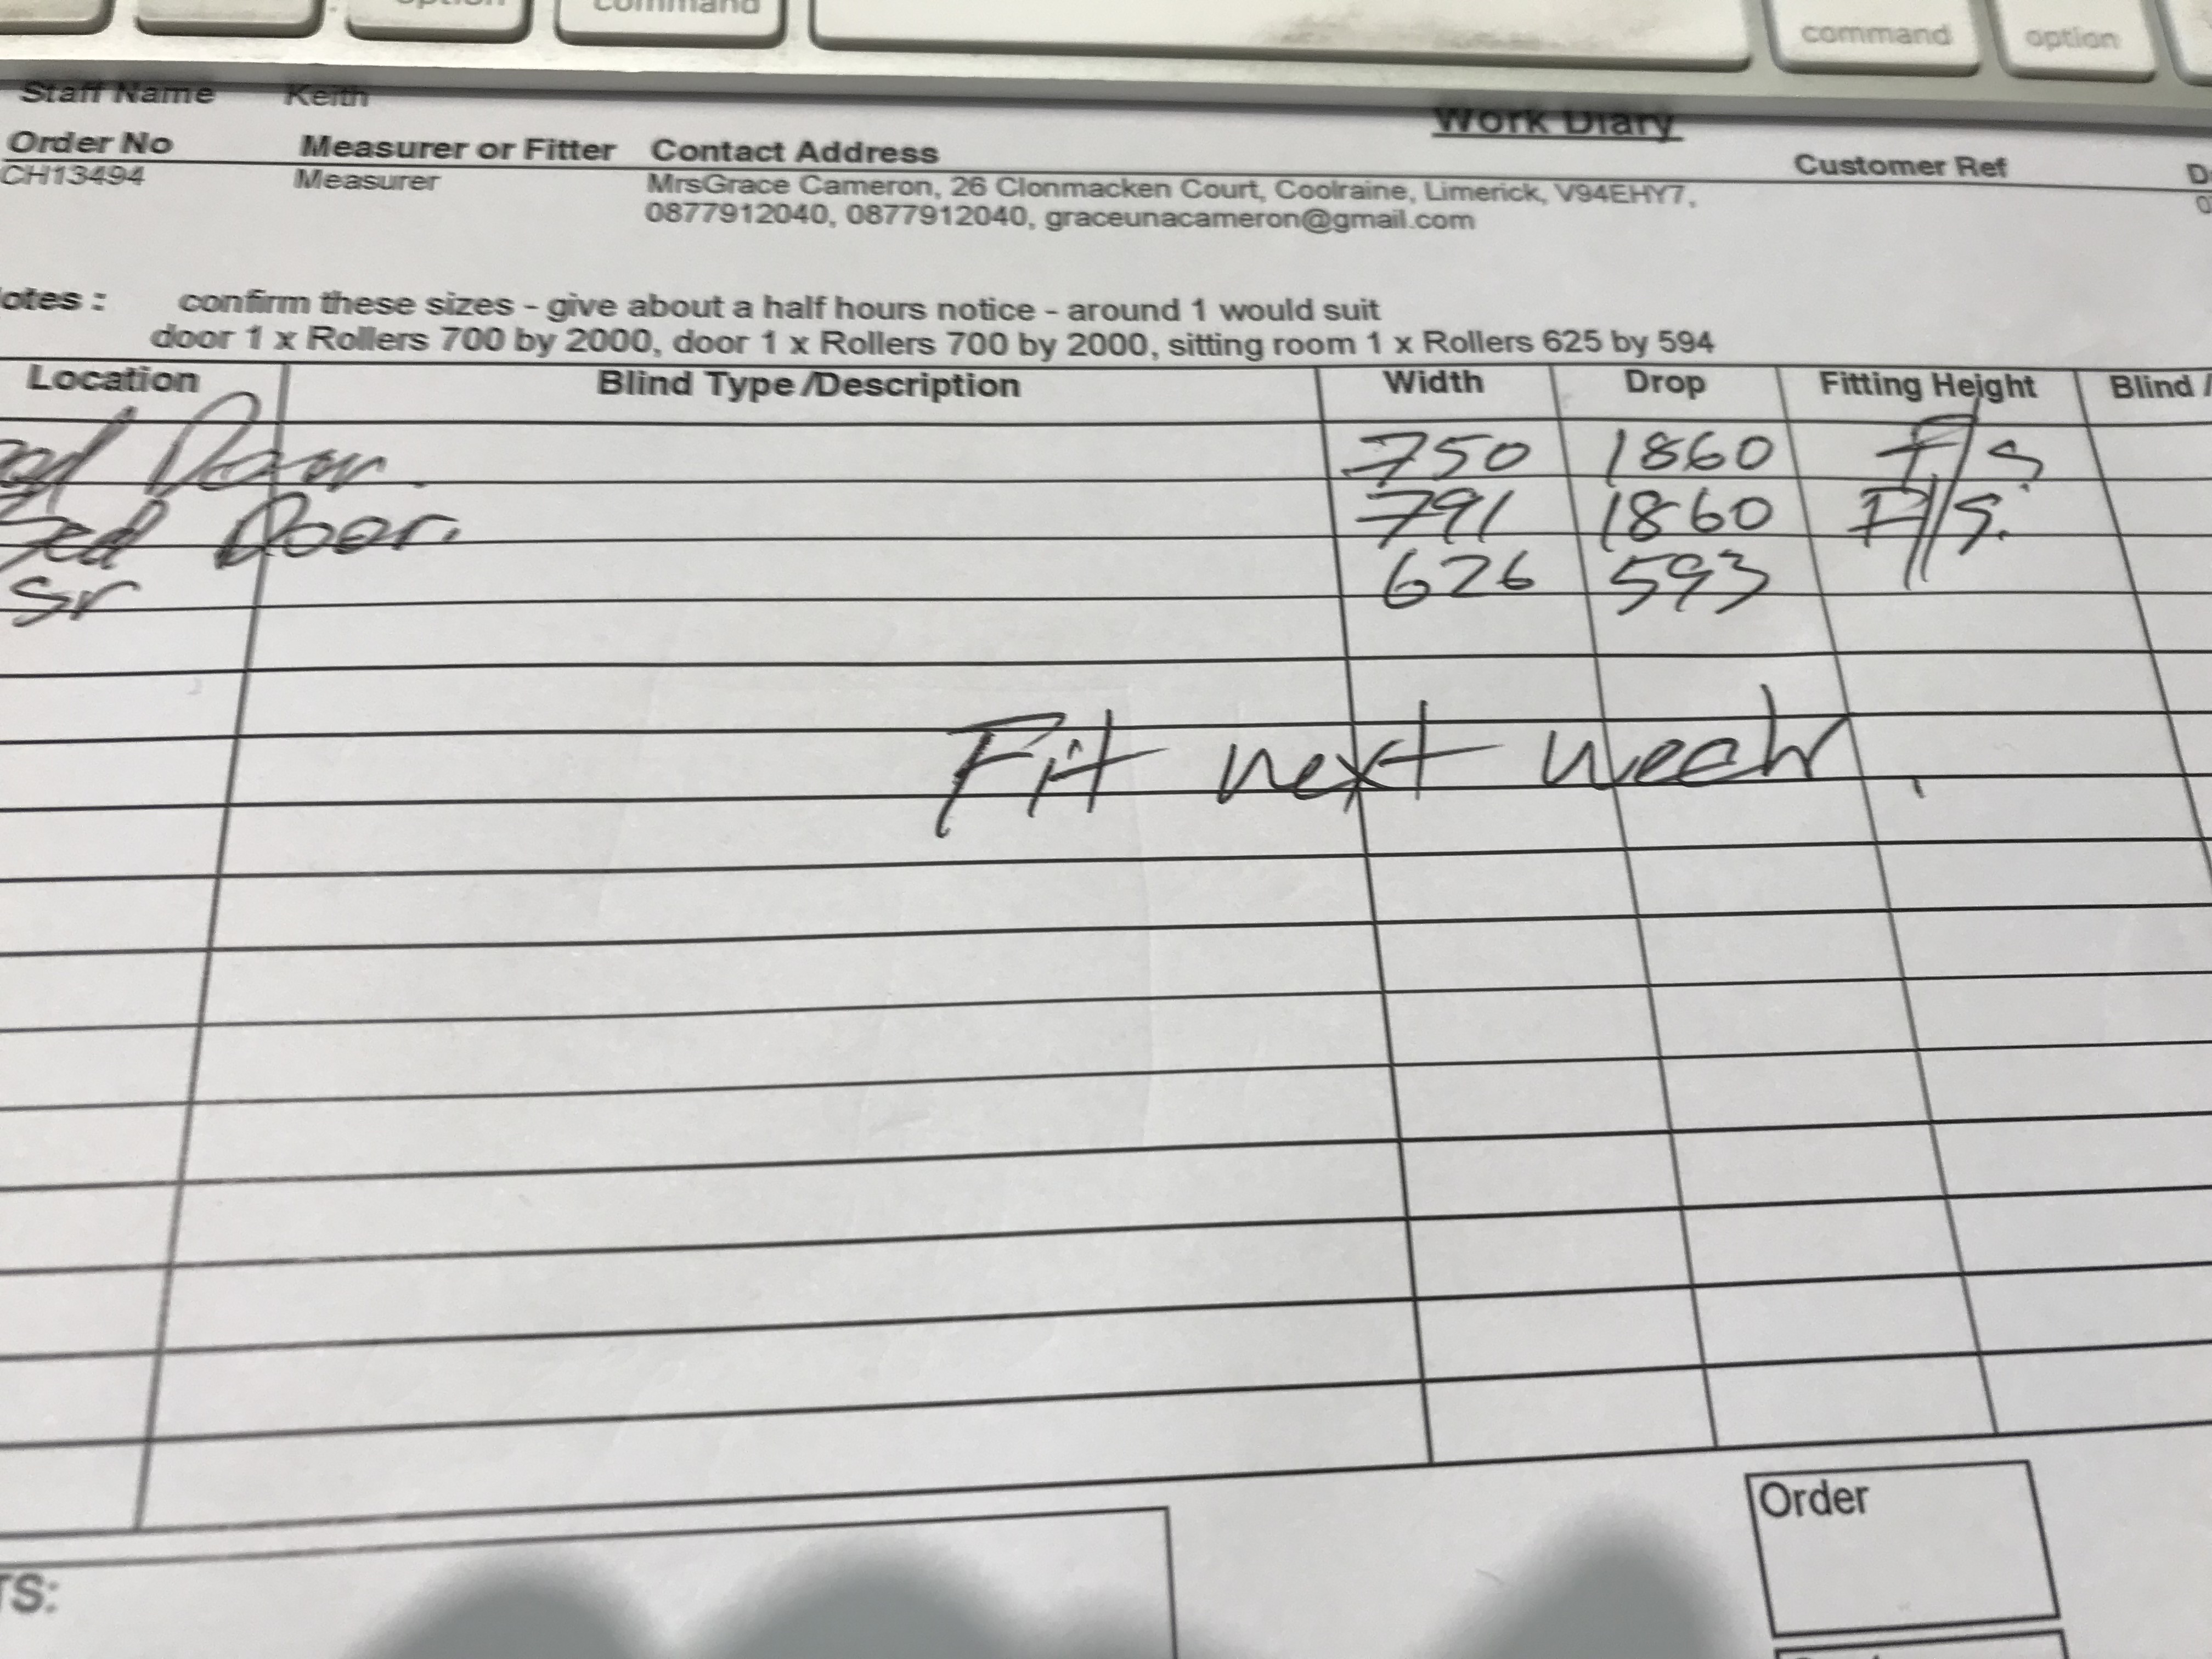 command
command option
Staff Name Keith
Work Diary
Order No Measurer or Fitter Contact Address Customer Ref
CH13494 Measurer MrsGrace Cameron, 26 Clonmacken Court, Coolraine, Limerick, V94EHY7,
0877912040, 0877912040, graceunacameron@gmail.com
otes : confirm these sizes - give about a half hours notice - around 1 would suit
door 1 x Rollers 700 by 2000, door 1 x Rollers 700 by 2000, sitting room 1 x Rollers 625 by 594
Location Blind Type /Description Width Drop Fitting Height Blind /
Door 750 1860 F/s
Door. 791 1860 F/s.
Sr 626 593
Fit next week.
Order
TS: